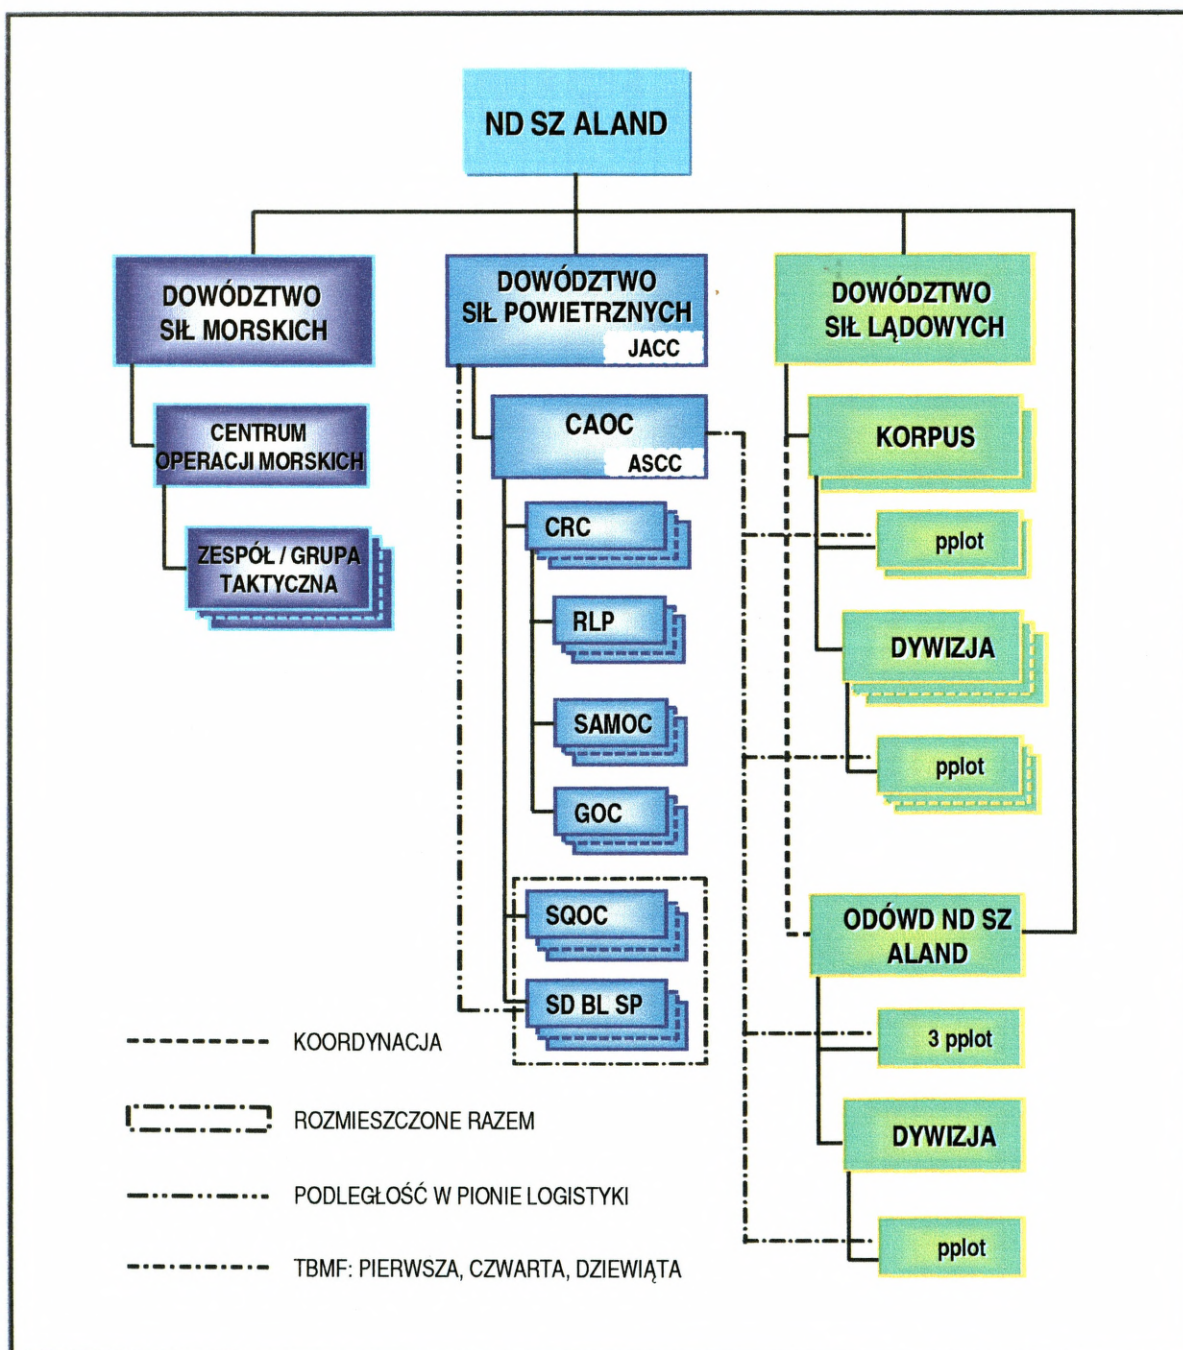 ND SZ ALAND
DOWÓDZTWO
SIŁ MORSKICH
CENTRUM
OPERACJI MORSKICH
ZESPÓŁ / GRUPA
TAKTYCZNA
DOWÓDZTWO
SIŁ POWIETRZNYCH
JACC
CAOC
ASCC
CRC
RLP
SAMOC
GOC
SQOC
SD BL SP
DOWÓDZTWO
SIŁ LĄDOWYCH
KORPUS
pplot
DYWIZJA
pplot
ODÓWD ND SZ
ALAND
3 pplot
DYWIZJA
pplot
KOORDYNACJA
ROZMIESZCZONE RAZEM
PODLEGŁOŚĆ W PIONIE LOGISTYKI
TBMF: PIERWSZA, CZWARTA, DZIEWIĄTA